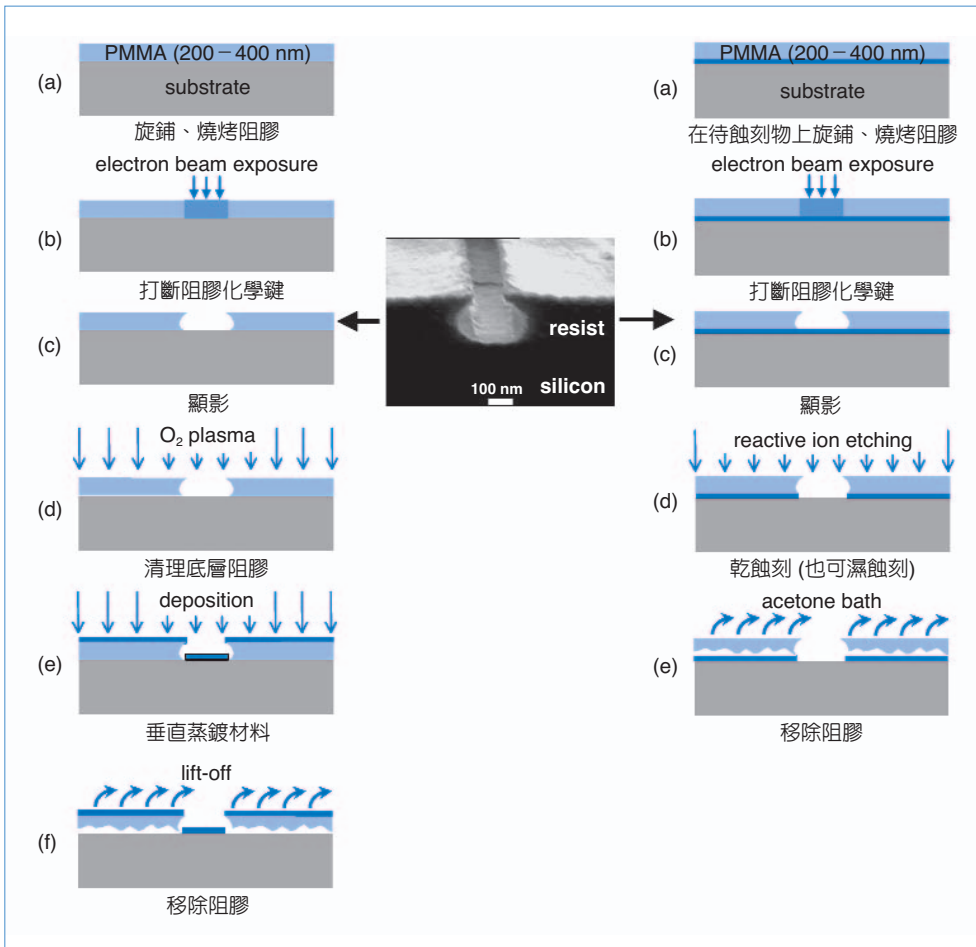 PMMA (200 – 400 nm)
(a)
substrate
旋鋪、燒烤阻膠
electron beam exposure
(b)
打斷阻膠化學鍵
(c)
顯影
O₂ plasma
(d)
清理底層阻膠
deposition
(e)
垂直蒸鍍材料
lift-off
(f)
移除阻膠
resist
100 nm
silicon
PMMA (200 – 400 nm)
(a)
substrate
在待蝕刻物上旋鋪、燒烤阻膠
electron beam exposure
(b)
打斷阻膠化學鍵
(c)
顯影
reactive ion etching
(d)
乾蝕刻 (也可濕蝕刻)
acetone bath
(e)
移除阻膠